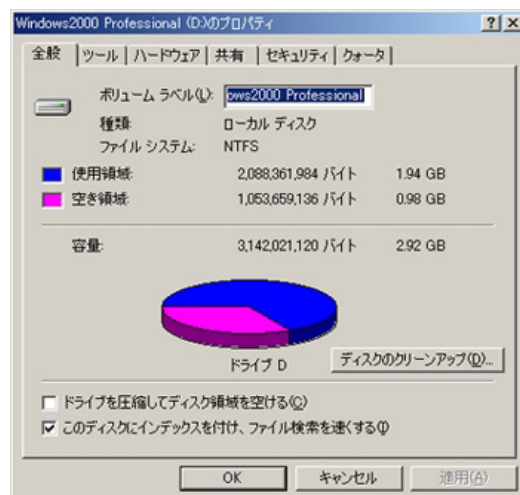 Windows2000 Professional (D:)のプロパティ
全般 ツール ハードウェア 共有 セキュリティ クォータ
ボリューム ラベル(L): ows2000 Professional
種類: ローカル ディスク
ファイル システム: NTFS
使用領域: 2,088,361,984 バイト 1.94 GB
空き領域: 1,053,659,136 バイト 0.98 GB
容量: 3,142,021,120 バイト 2.92 GB
ドライブ D
ディスクのクリーンアップ(D)...
ドライブを圧縮してディスク領域を空ける(C)
このディスクにインデックスを付け、ファイル検索を速くする(I)
OK キャンセル 適用(A)